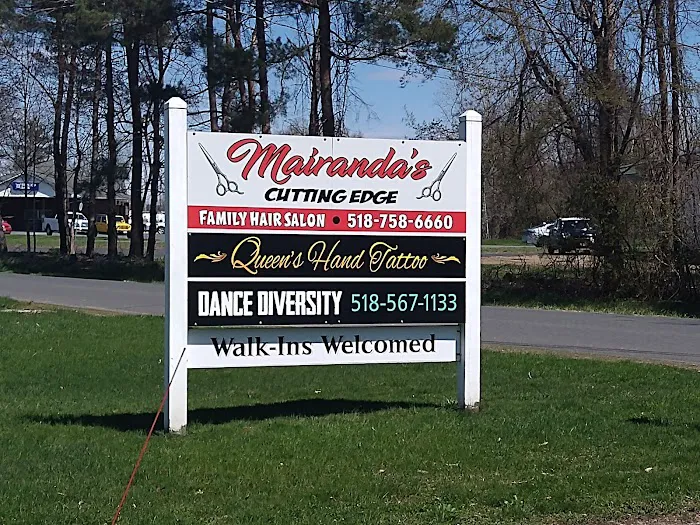 Mairanda's
CUTTING EDGE
FAMILY HAIR SALON • 518-758-6660
Queen's Hand Tattoo
DANCE DIVERSITY 518-567-1133
Walk-Ins Welcomed